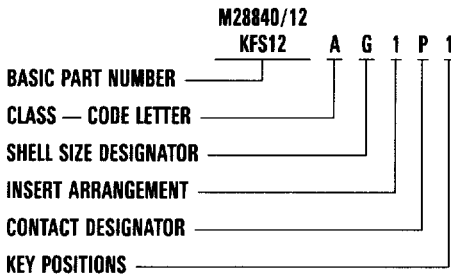 M28840/12
KFS12 A G 1 P 1
BASIC PART NUMBER
CLASS — CODE LETTER
SHELL SIZE DESIGNATOR
INSERT ARRANGEMENT
CONTACT DESIGNATOR
KEY POSITIONS